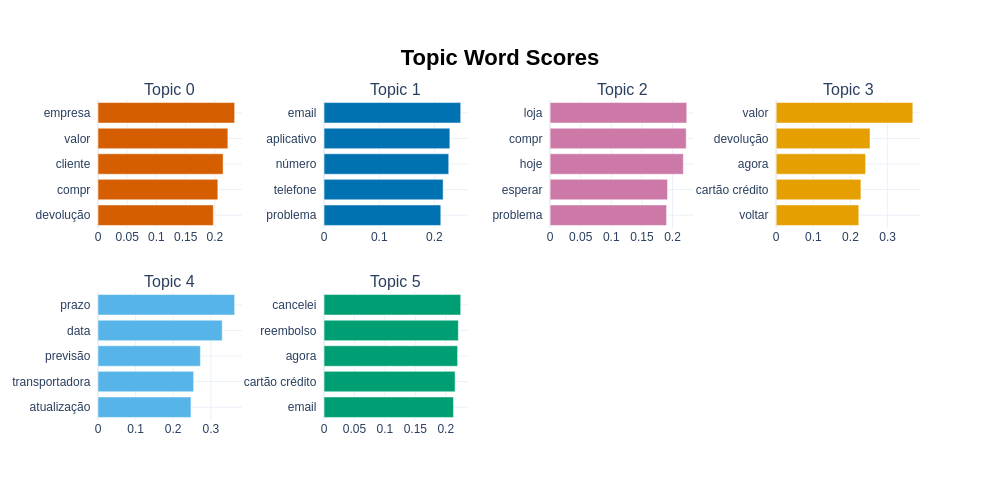 Topic Word Scores
Topic 0
empresa
valor
cliente
compr
devolução
0 0.05 0.1 0.15 0.2
Topic 1
email
aplicativo
número
telefone
problema
0 0.1 0.2
Topic 2
loja
compr
hoje
esperar
problema
0 0.05 0.1 0.15 0.2
Topic 3
valor
devolução
agora
cartão crédito
voltar
0 0.1 0.2 0.3
Topic 4
prazo
data
previsão
transportadora
atualização
0 0.1 0.2 0.3
Topic 5
cancelei
reembolso
agora
cartão crédito
email
0 0.05 0.1 0.15 0.2